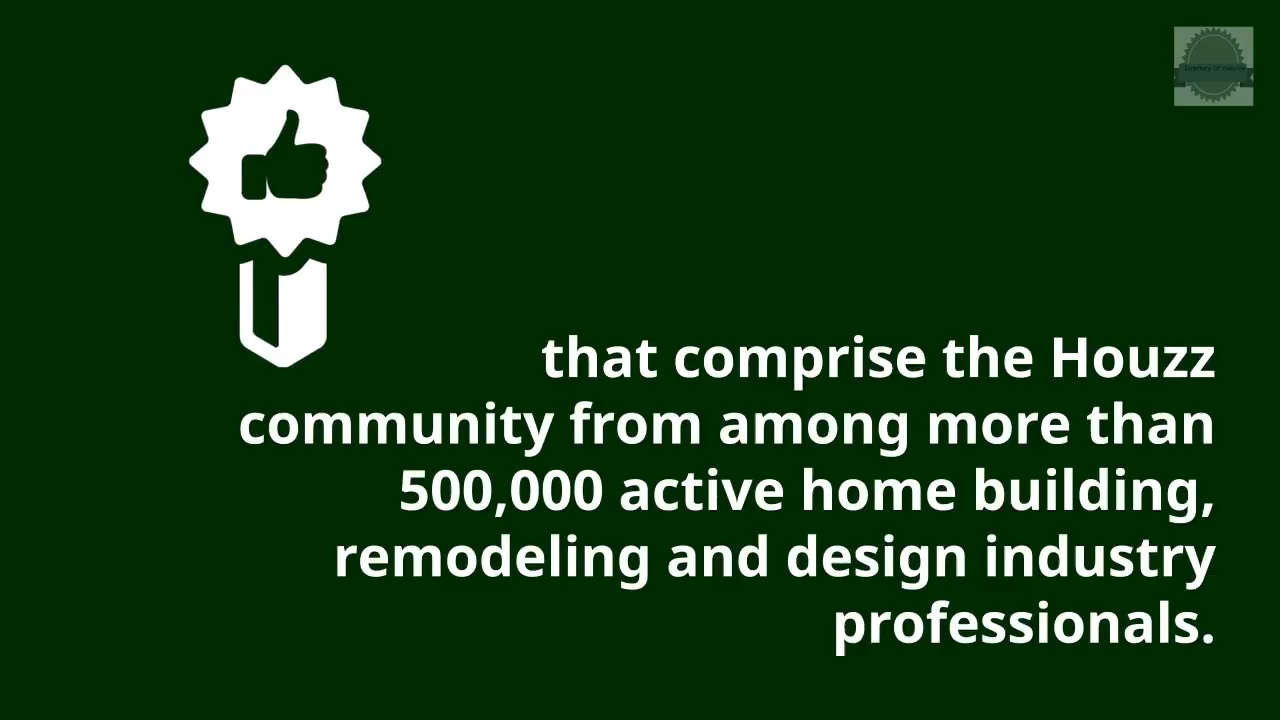 that comprise the Houzz
community from among more than
500,000 active home building,
remodeling and design industry
professionals.